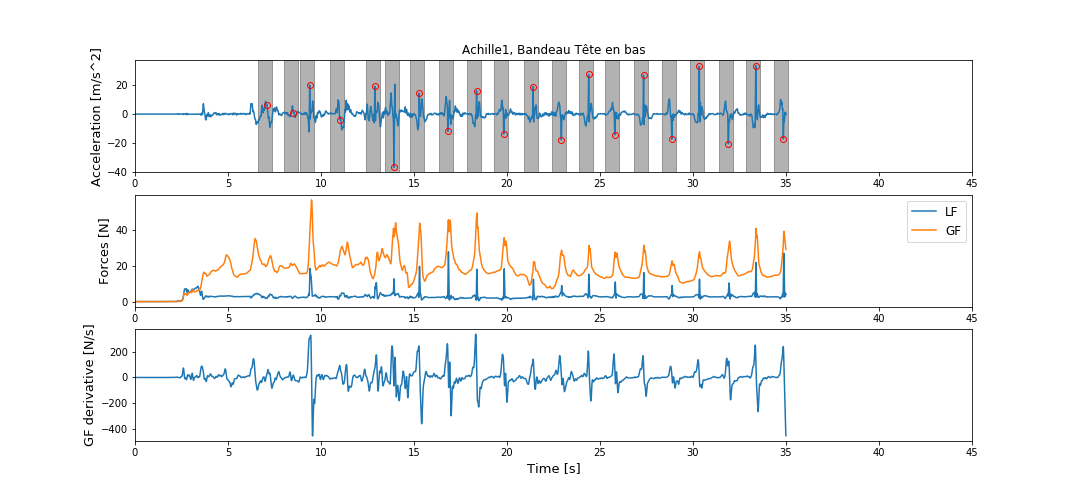 Achille1, Bandeau Tête en bas
Acceleration [m/s^2]
20
0
−20
−40
0 5 10 15 20 25 30 35 40 45
Forces [N]
40
20
0
LF
GF
0 5 10 15 20 25 30 35 40 45
GF derivative [N/s]
200
0
−200
−400
0 5 10 15 20 25 30 35 40 45
Time [s]